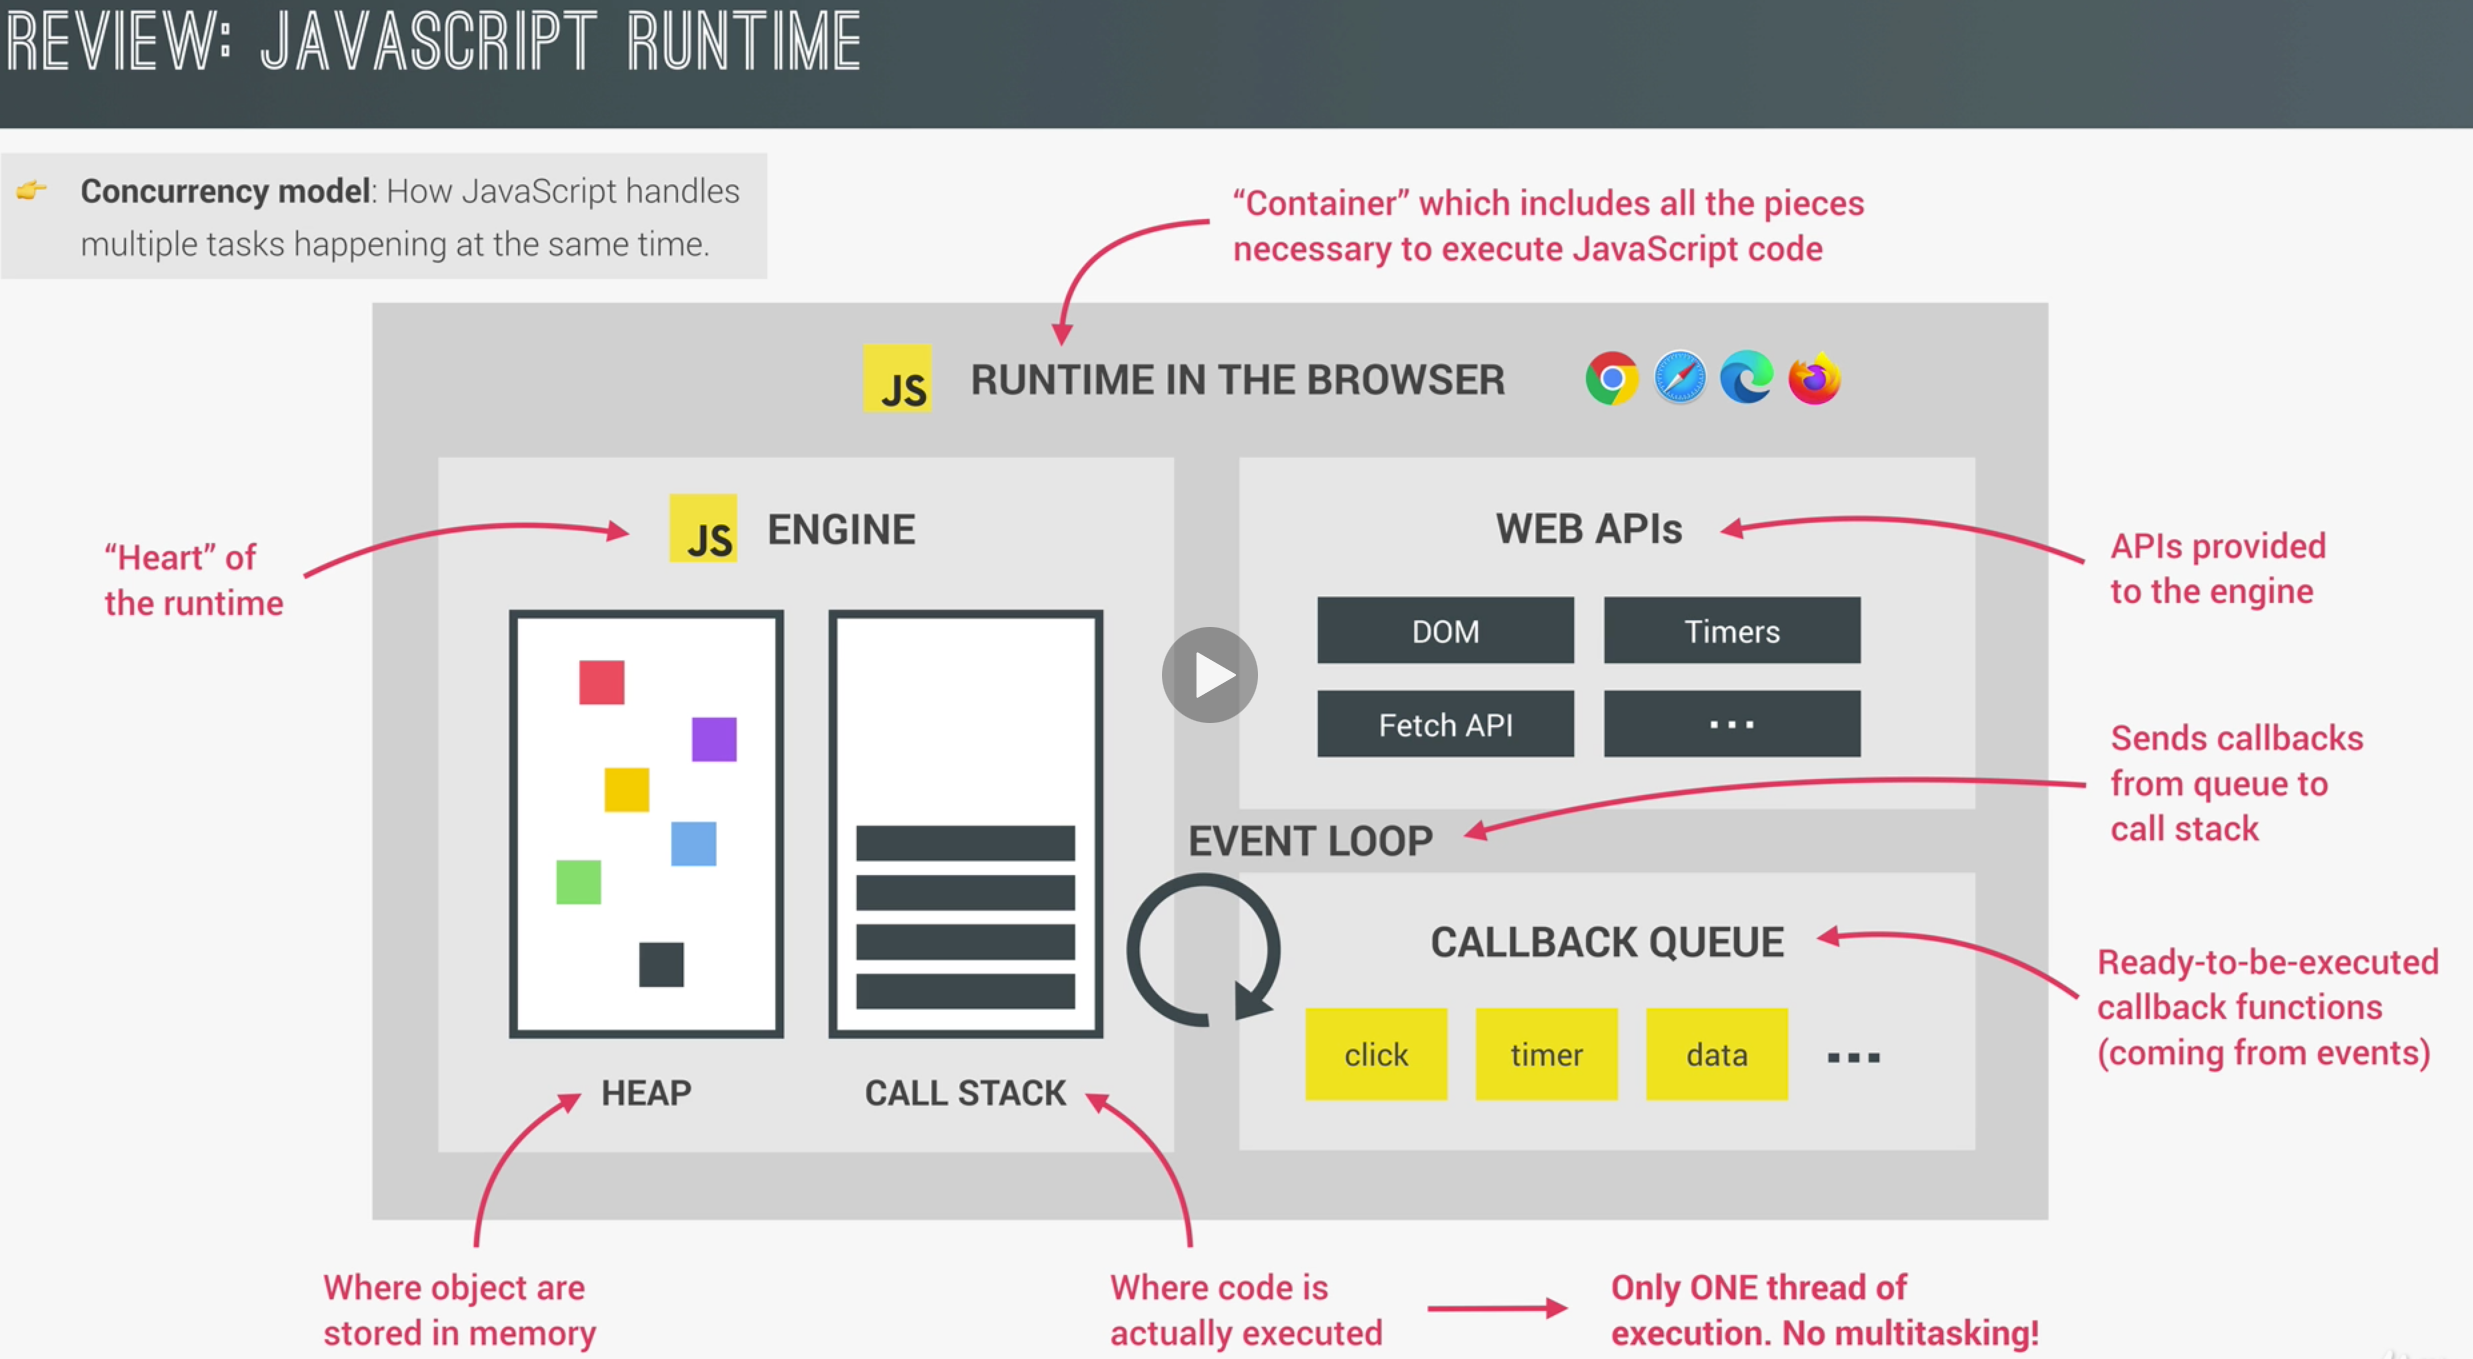 REVIEW: JAVASCRIPT RUNTIME
👉 Concurrency model: How JavaScript handles
multiple tasks happening at the same time.
“Container” which includes all the pieces
necessary to execute JavaScript code
JS RUNTIME IN THE BROWSER
“Heart” of
the runtime
JS ENGINE
HEAP
CALL STACK
WEB APIs
DOM
Timers
Fetch API
...
APIs provided
to the engine
EVENT LOOP
Sends callbacks
from queue to
call stack
CALLBACK QUEUE
click
timer
data
...
Ready-to-be-executed
callback functions
(coming from events)
Where object are
stored in memory
Where code is
actually executed
Only ONE thread of
execution. No multitasking!